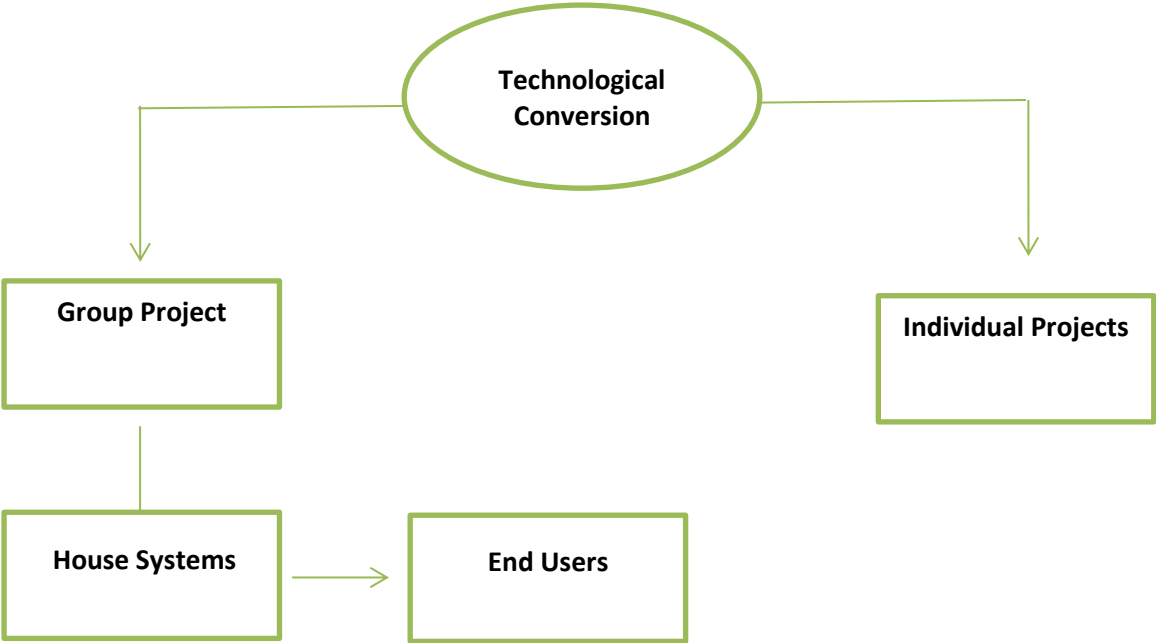 Technological
Conversion
Group Project
Individual Projects
House Systems
End Users